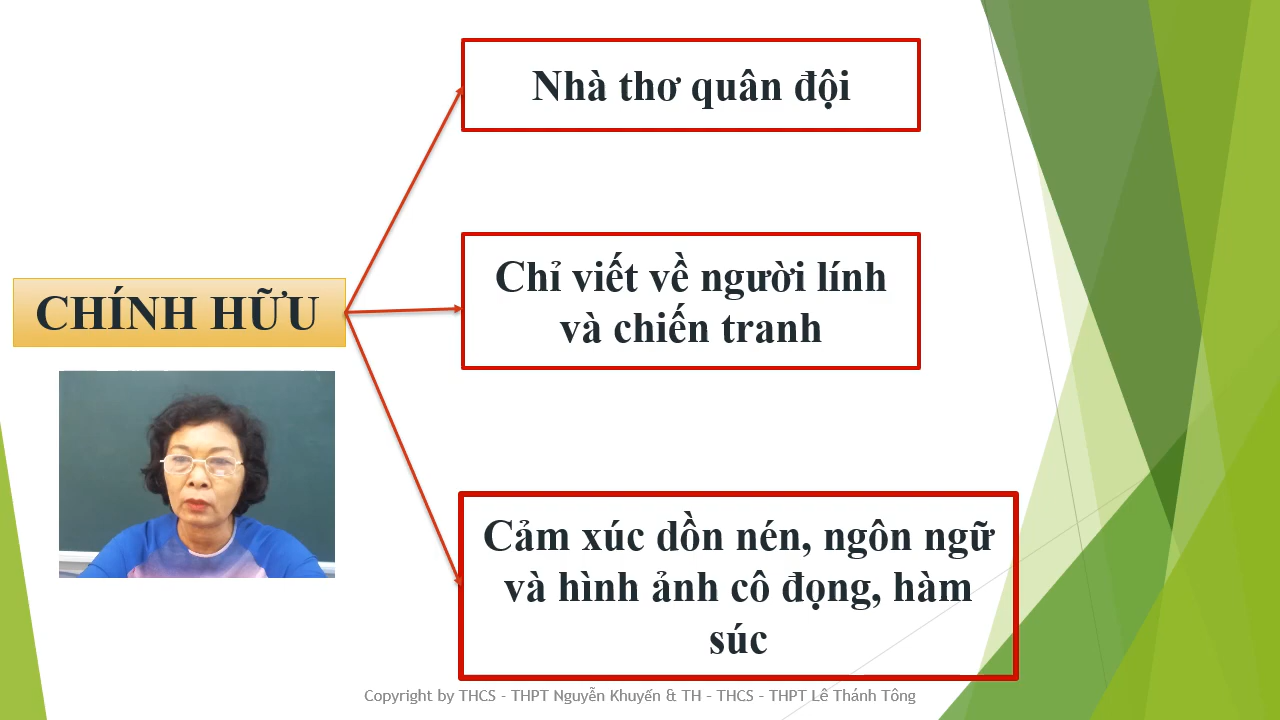 Nhà thơ quân đội
Chỉ viết về người lính
và chiến tranh
CHÍNH HỮU
Cảm xúc dồn nén, ngôn ngữ
và hình ảnh cô đọng, hàm
súc
Copyright by THCS - THPT Nguyễn Khuyến & TH - THCS - THPT Lê Thánh Tông